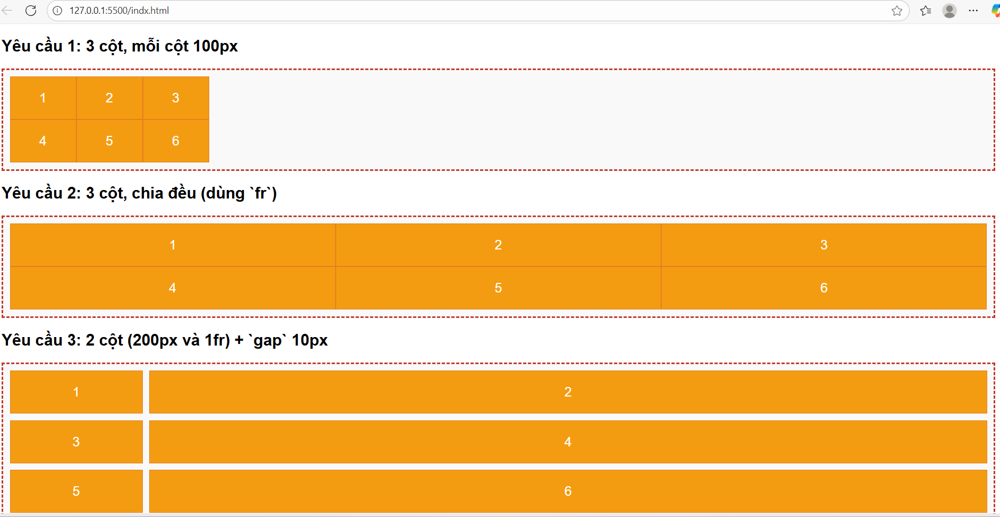 127.0.0.1:5500/indx.html
Yêu cầu 1: 3 cột, mỗi cột 100px
1 2 3
4 5 6
Yêu cầu 2: 3 cột, chia đều (dùng `fr`)
1 2 3
4 5 6
Yêu cầu 3: 2 cột (200px và 1fr) + `gap` 10px
1 2
3 4
5 6